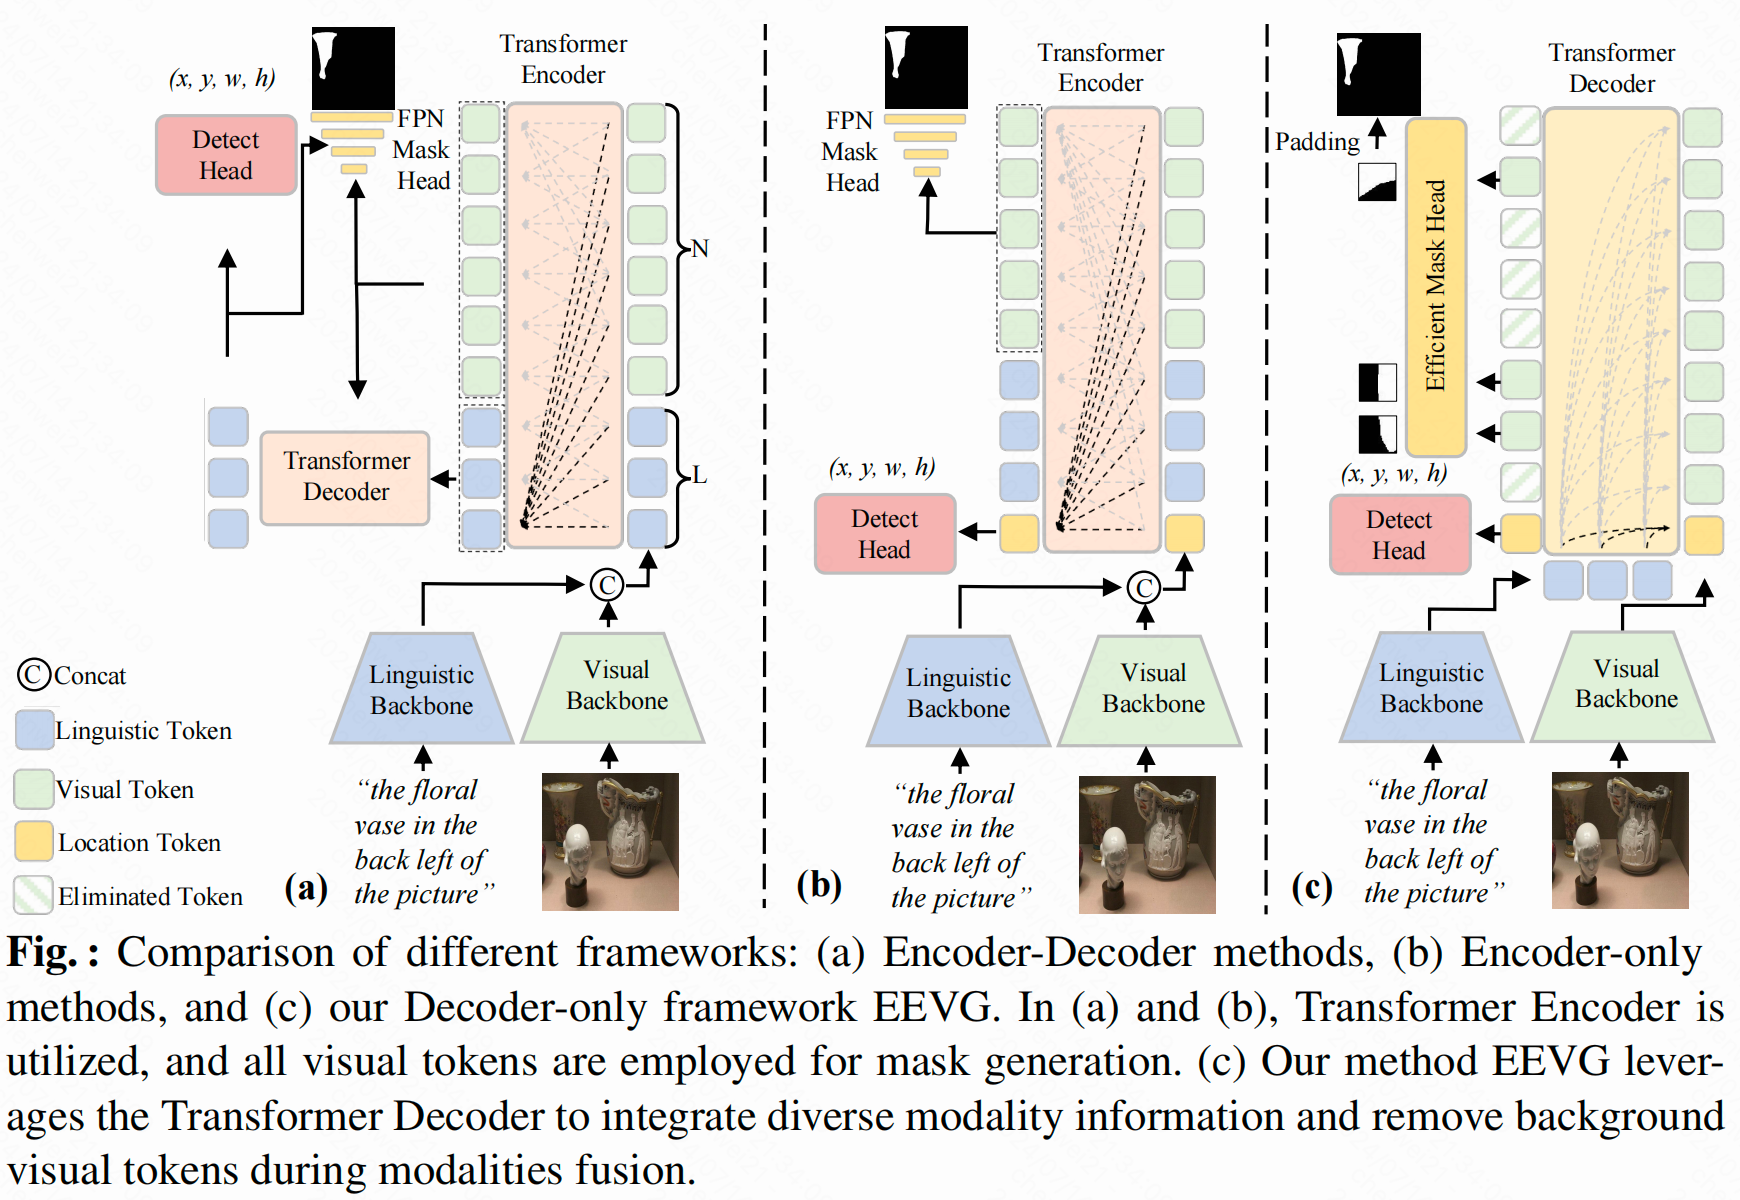 (x, y, w, h)
Detect
Head
FPN
Mask
Head
Transformer
Encoder
N
L
Transformer
Decoder
C
Linguistic
Backbone
Visual
Backbone
C Concat
Linguistic Token
Visual Token
Location Token
Eliminated Token
(a)
“the floral
vase in the
back left of
the picture”
FPN
Mask
Head
Transformer
Encoder
(x, y, w, h)
Detect
Head
C
Linguistic
Backbone
Visual
Backbone
(b)
“the floral
vase in the
back left of
the picture”
Transformer
Decoder
Padding
Efficient Mask Head
(x, y, w, h)
Detect
Head
Linguistic
Backbone
Visual
Backbone
(c)
“the floral
vase in the
back left of
the picture”
Fig. : Comparison of different frameworks: (a) Encoder-Decoder methods, (b) Encoder-only
methods, and (c) our Decoder-only framework EEVG. In (a) and (b), Transformer Encoder is
utilized, and all visual tokens are employed for mask generation. (c) Our method EEVG lever-
ages the Transformer Decoder to integrate diverse modality information and remove background
visual tokens during modalities fusion.